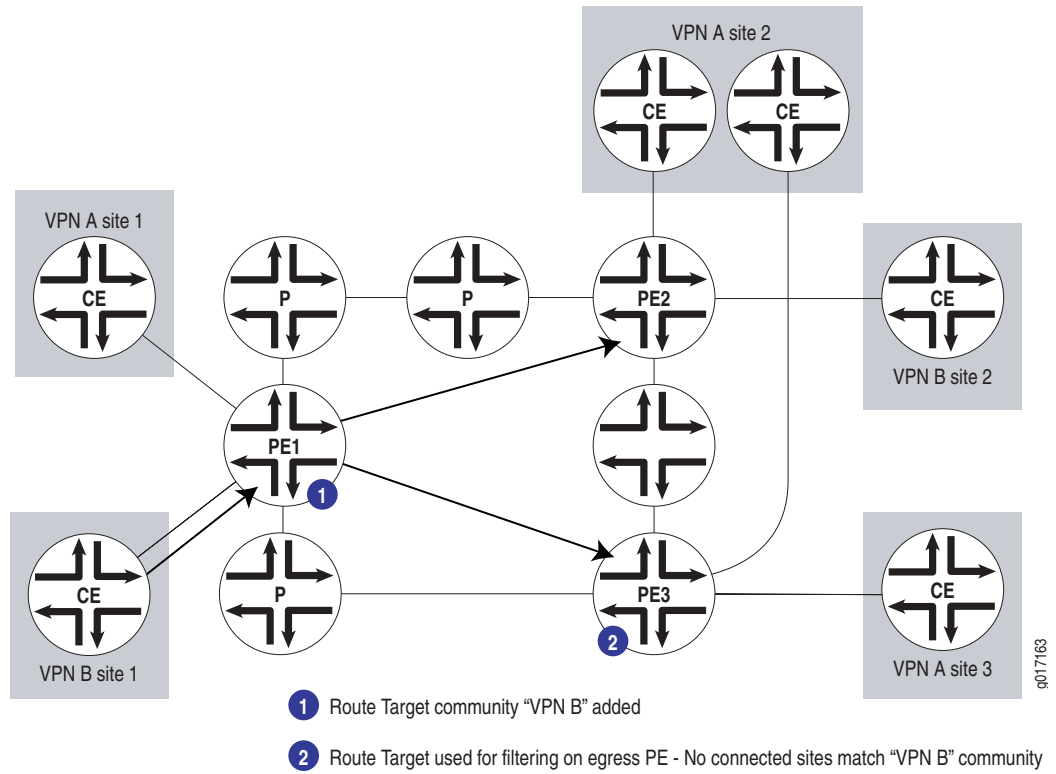 VPN A site 2
CE
CE
VPN A site 1
CE
P
P
PE2
CE
VPN B site 2
PE1
1
CE
VPN B site 1
P
PE3
2
CE
VPN A site 3
g017163
1 Route Target community “VPN B” added
2 Route Target used for filtering on egress PE - No connected sites match “VPN B” community